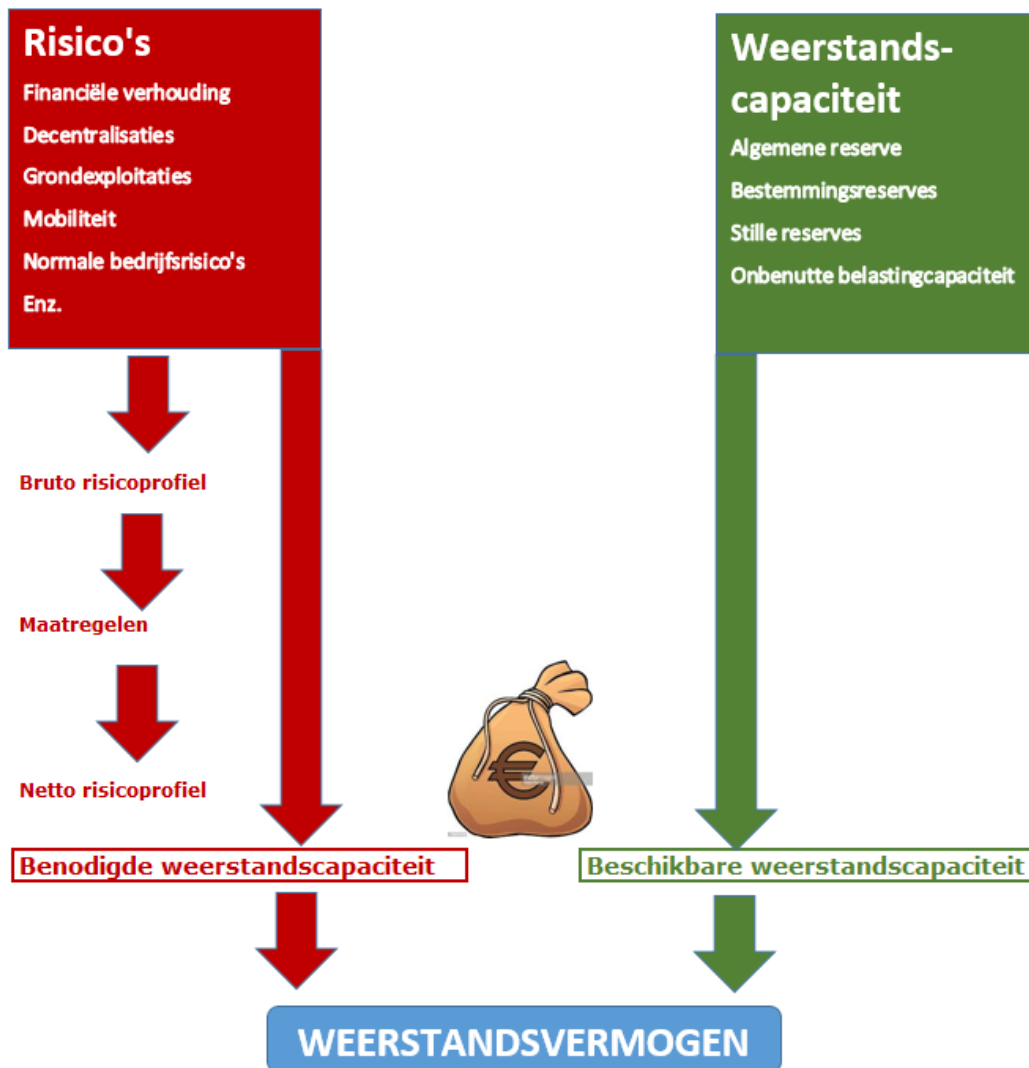 Risico's
Financiële verhouding
Decentralisaties
Grondexploitaties
Mobiliteit
Normale bedrijfsrisico's
Enz.
Weerstands-
capaciteit
Algemene reserve
Bestemmingsreserves
Stille reserves
Onbenutte belastingcapaciteit
Bruto risicoprofiel
Maatregelen
Netto risicoprofiel
€
Benodigde weerstandscapaciteit
Beschikbare weerstandscapaciteit
WEERSTANDSVERMOGEN